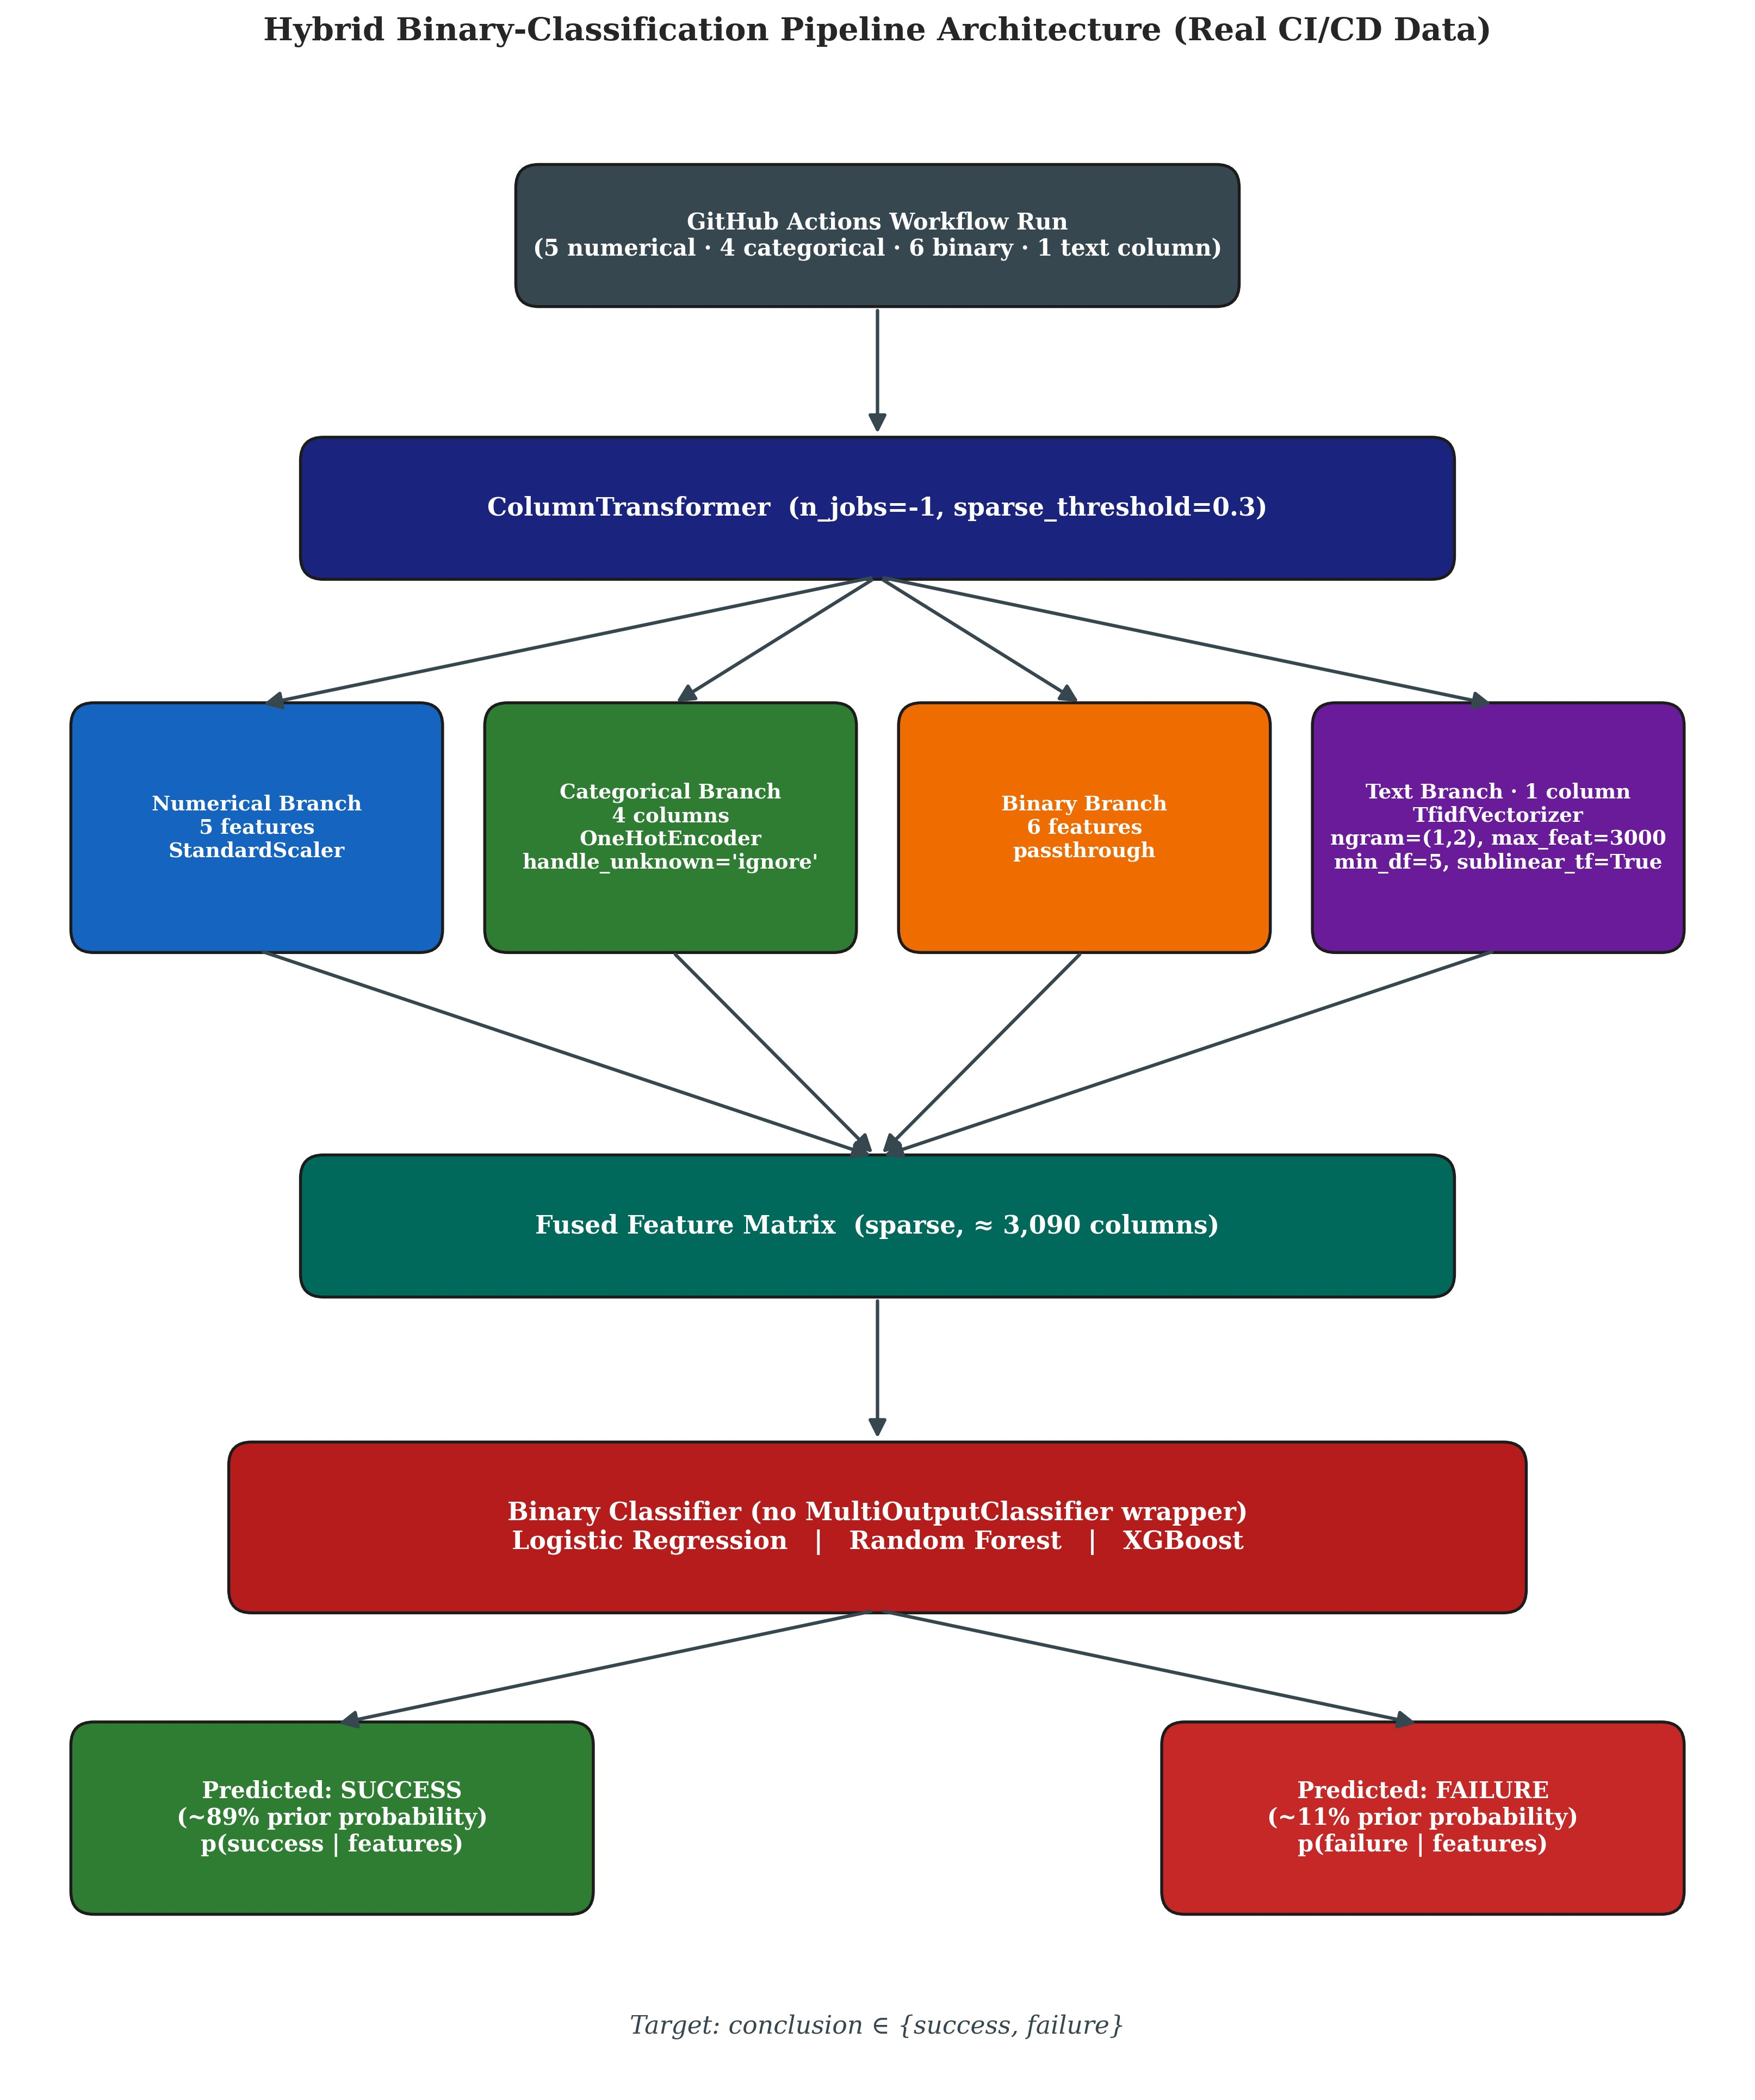 Hybrid Binary-Classification Pipeline Architecture (Real CI/CD Data)
GitHub Actions Workflow Run
(5 numerical · 4 categorical · 6 binary · 1 text column)
ColumnTransformer  (n_jobs=-1, sparse_threshold=0.3)
Numerical Branch
5 features
StandardScaler
Categorical Branch
4 columns
OneHotEncoder
handle_unknown='ignore'
Binary Branch
6 features
passthrough
Text Branch · 1 column
TfidfVectorizer
ngram=(1,2), max_feat=3000
min_df=5, sublinear_tf=True
Fused Feature Matrix  (sparse, ≈ 3,090 columns)
Binary Classifier (no MultiOutputClassifier wrapper)
Logistic Regression   |   Random Forest   |   XGBoost
Predicted: SUCCESS
(~89% prior probability)
p(success | features)
Predicted: FAILURE
(~11% prior probability)
p(failure | features)
Target: conclusion ∈ {success, failure}